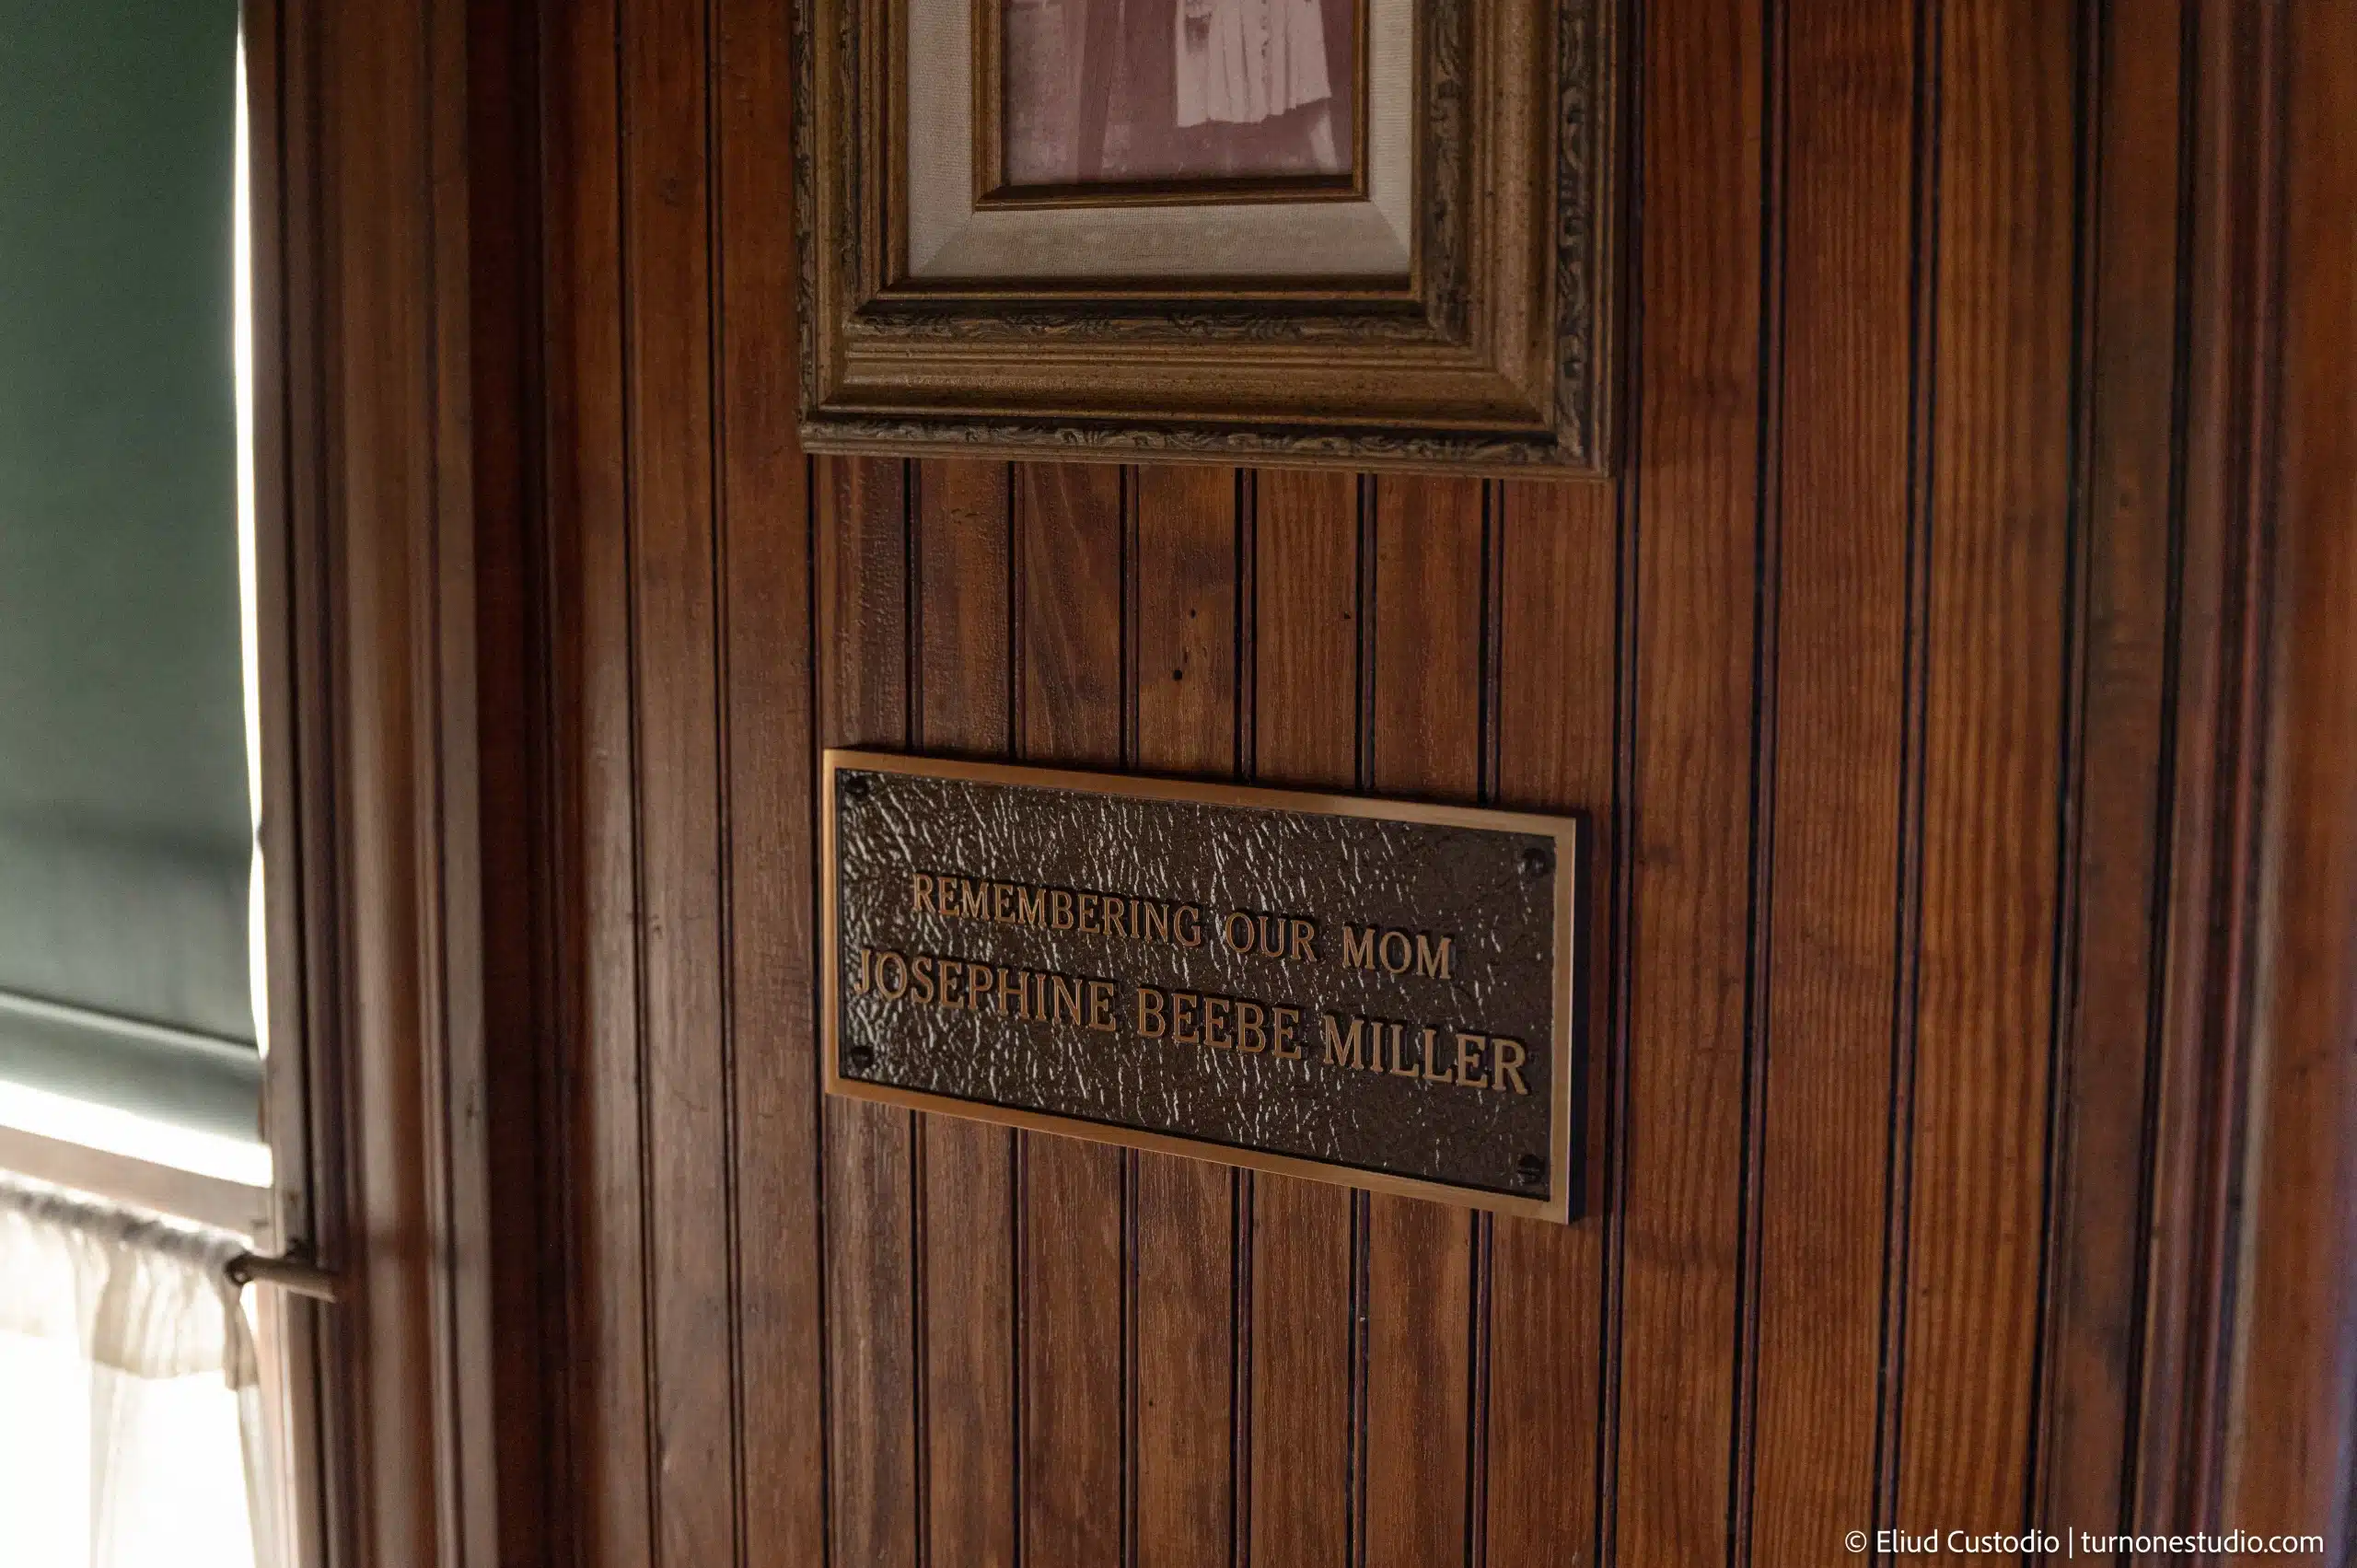 REMEMBERING OUR MOM
JOSEPHINE BEEBE MILLER
© Eliud Custodio | turnonestudio.com